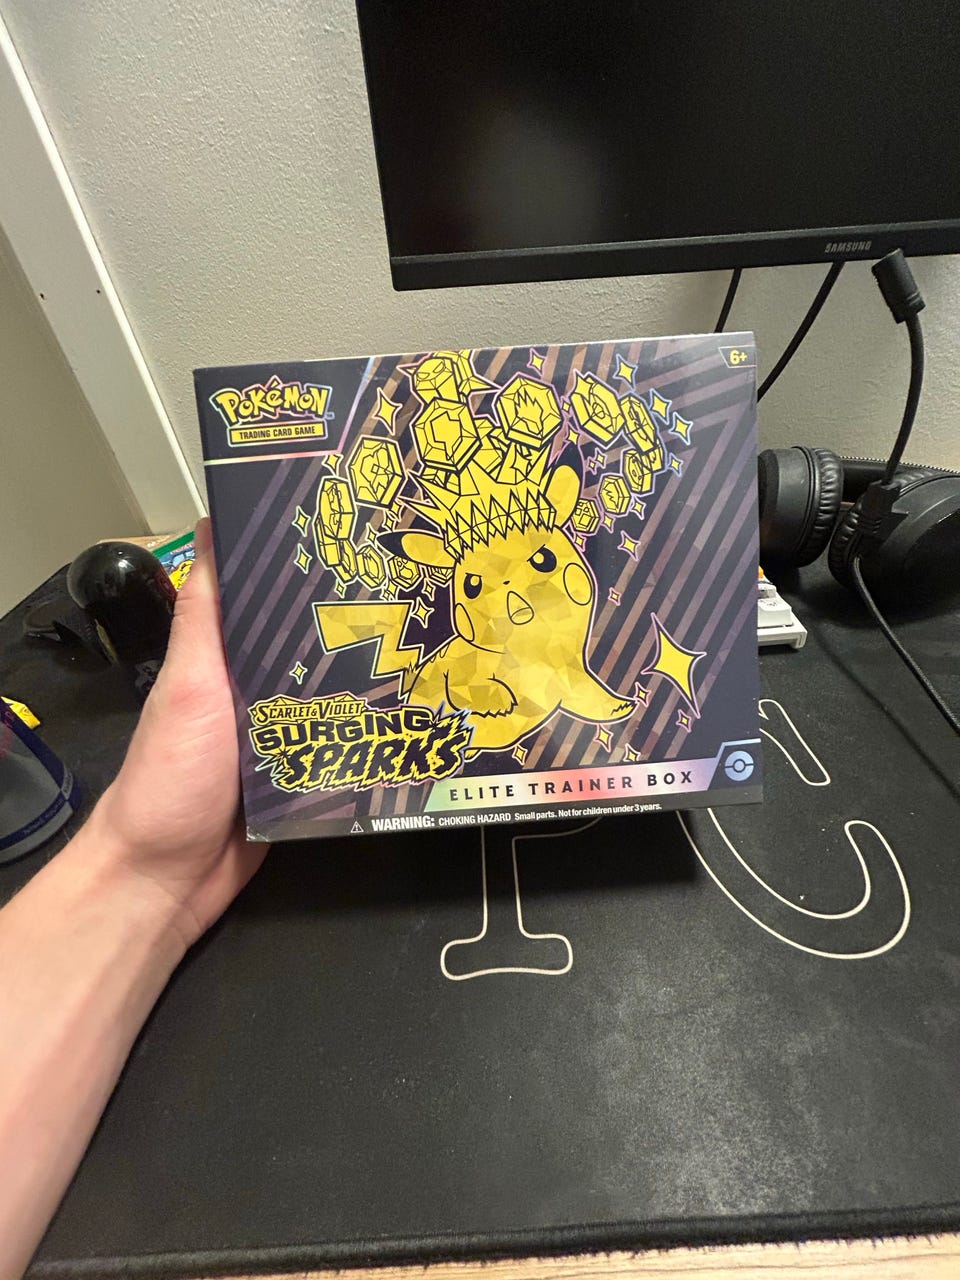 SAMSUNG
6+
POKéMON
TRADING CARD GAME
SCARLET & VIOLET
SURGING
SPARKS
ELITE TRAINER BOX
WARNING: CHOKING HAZARD Small parts. Not for children under 3 years.